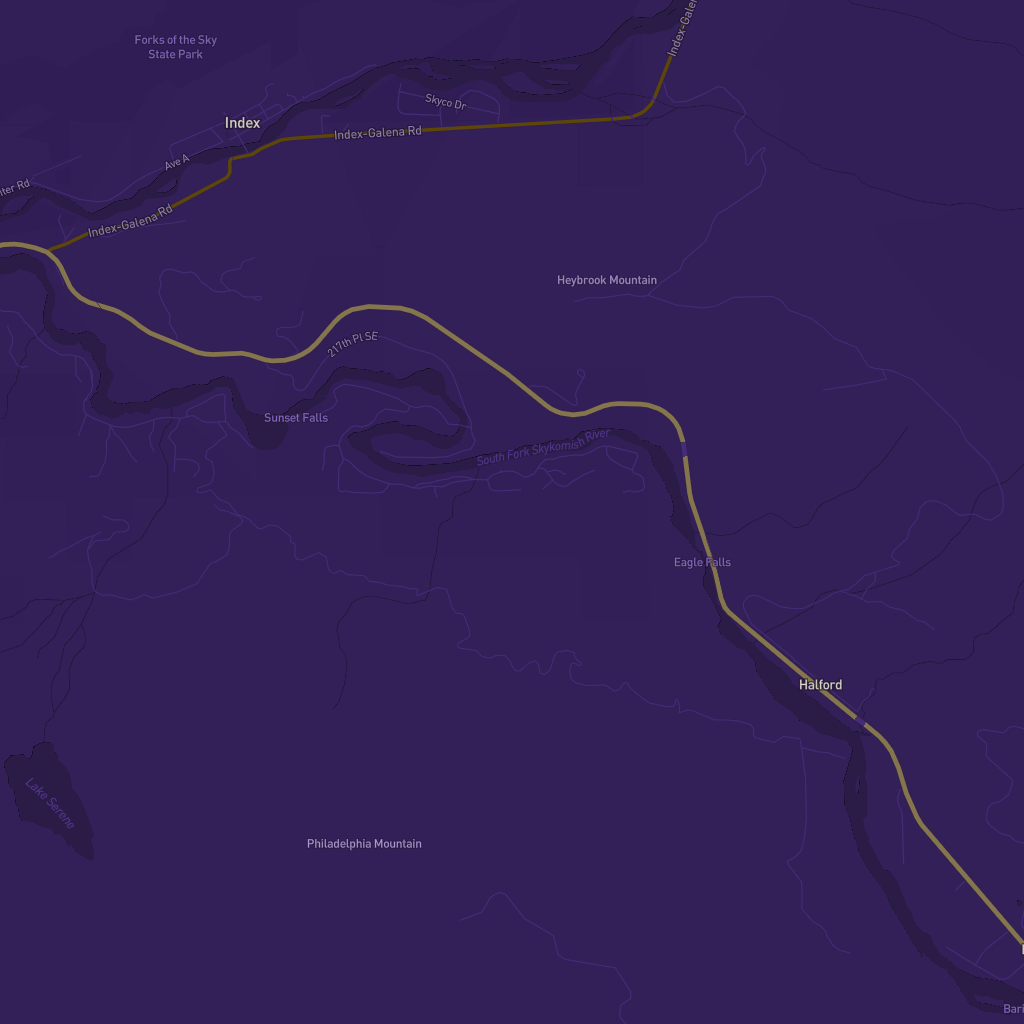 Forks of the Sky
State Park
Skyco Dr
Index
Index-Galena Rd
Ave A
Index-Galena Rd
Heybrook Mountain
217th Pl SE
Sunset Falls
South Fork Skykomish River
Eagle Falls
Halford
Lake Serene
Philadelphia Mountain